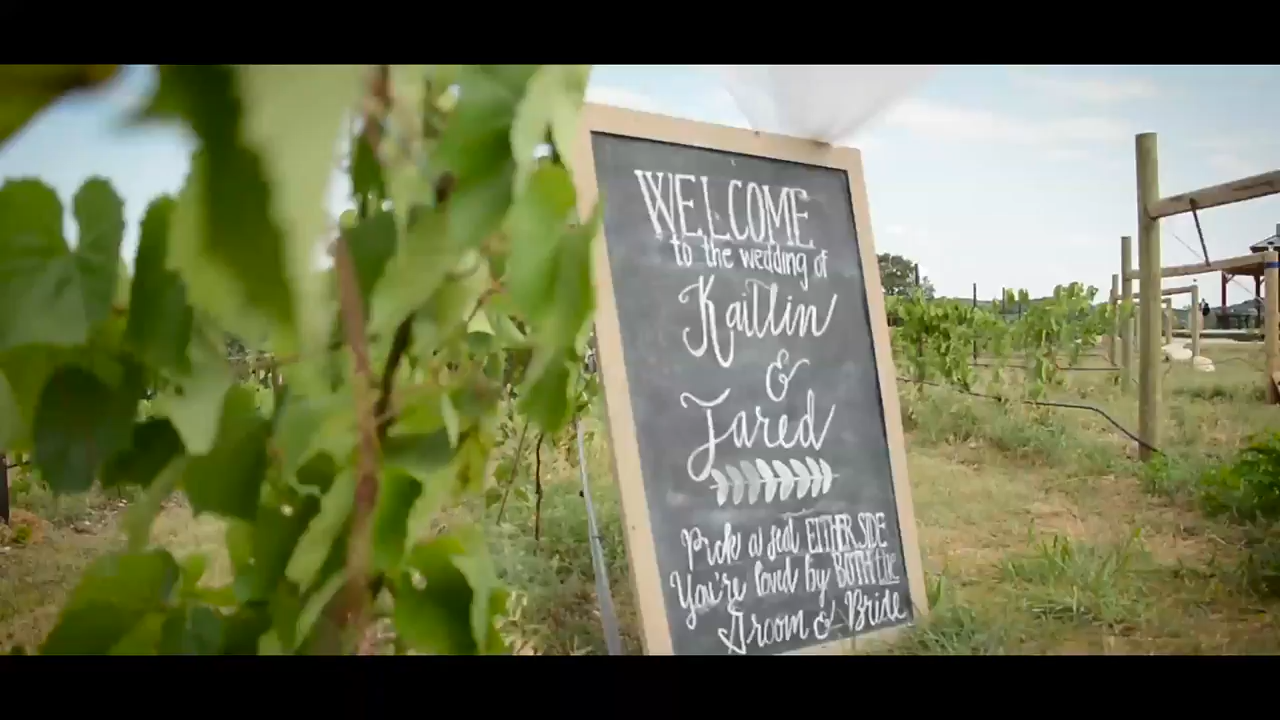 WELCOME
to the wedding of
Kaitlin
&
Jared
Pick a seat EITHER SIDE
You're loved by BOTH the
Groom & Bride